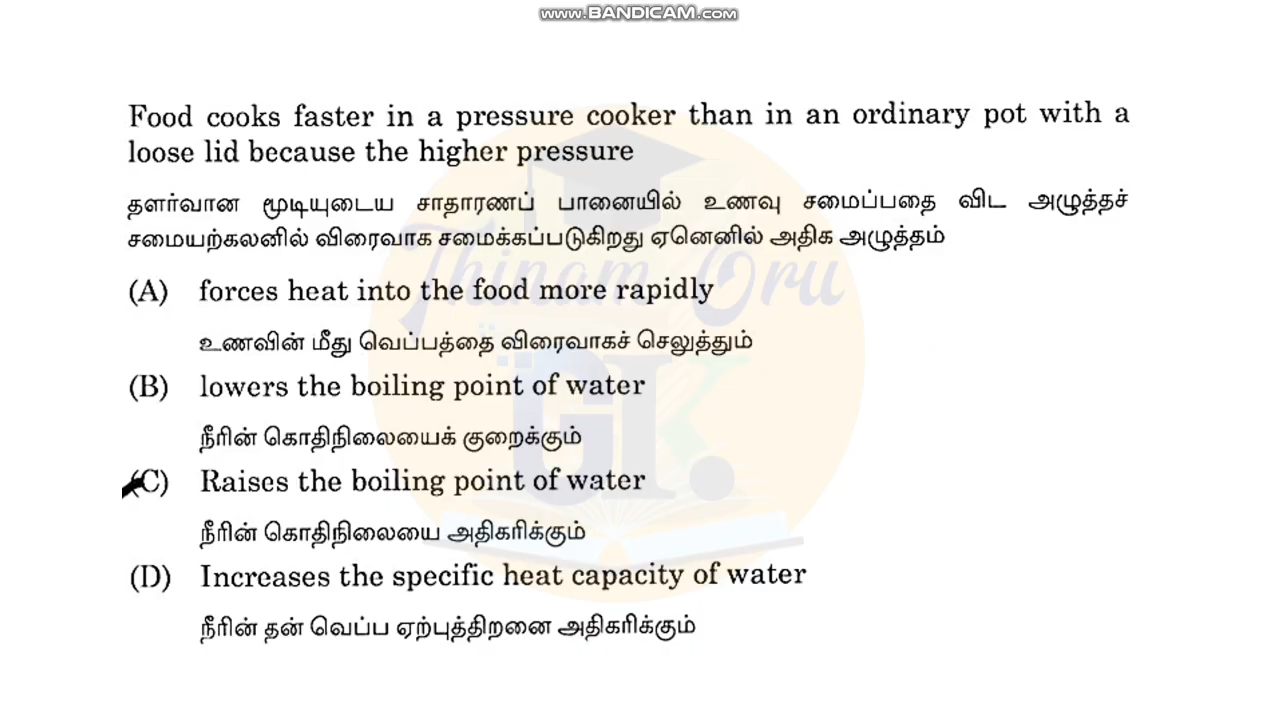 www.BANDICAM.com
Food cooks faster in a pressure cooker than in an ordinary pot with a
loose lid because the higher pressure
தளர்வான மூடியுடைய சாதாரணப் பானையில் உணவு சமைப்பதை விட அழுத்தச்
சமையற்கலனில் விரைவாக சமைக்கப்படுகிறது ஏனெனில் அதிக அழுத்தம்
Thinam Oru
GK
(A) forces heat into the food more rapidly
உணவின் மீது வெப்பத்தை விரைவாகச் செலுத்தும்
(B) lowers the boiling point of water
நீரின் கொதிநிலையைக் குறைக்கும்
(C) Raises the boiling point of water
நீரின் கொதிநிலையை அதிகரிக்கும்
(D) Increases the specific heat capacity of water
நீரின் தன் வெப்ப ஏற்புத்திறனை அதிகரிக்கும்